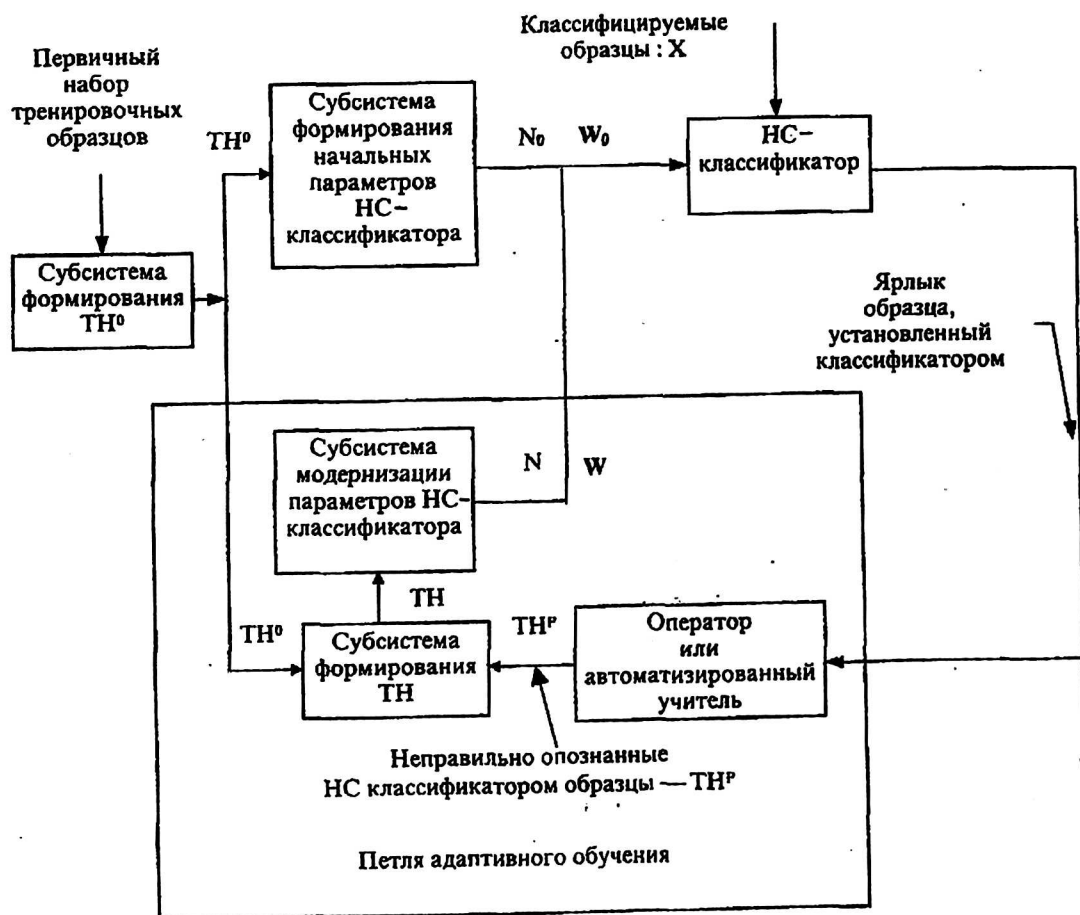 Классифицируемые
образцы : X
Первичный
набор
тренировочных
образцов
TH⁰
Субсистема
формирования
начальных
параметров
НС–
классификатора
N₀ W₀
НС–
классификатор
Субсистема
формирования
TH⁰
Ярлык
образца,
установленный
классификатором
Субсистема
модернизации
параметров НС–
классификатора
N W
TH
TH⁰
Субсистема
формирования
TH
THᴾ
Оператор
или
автоматизированный
учитель
Неправильно опознанные
НС классификатором образцы — THᴾ
Петля адаптивного обучения